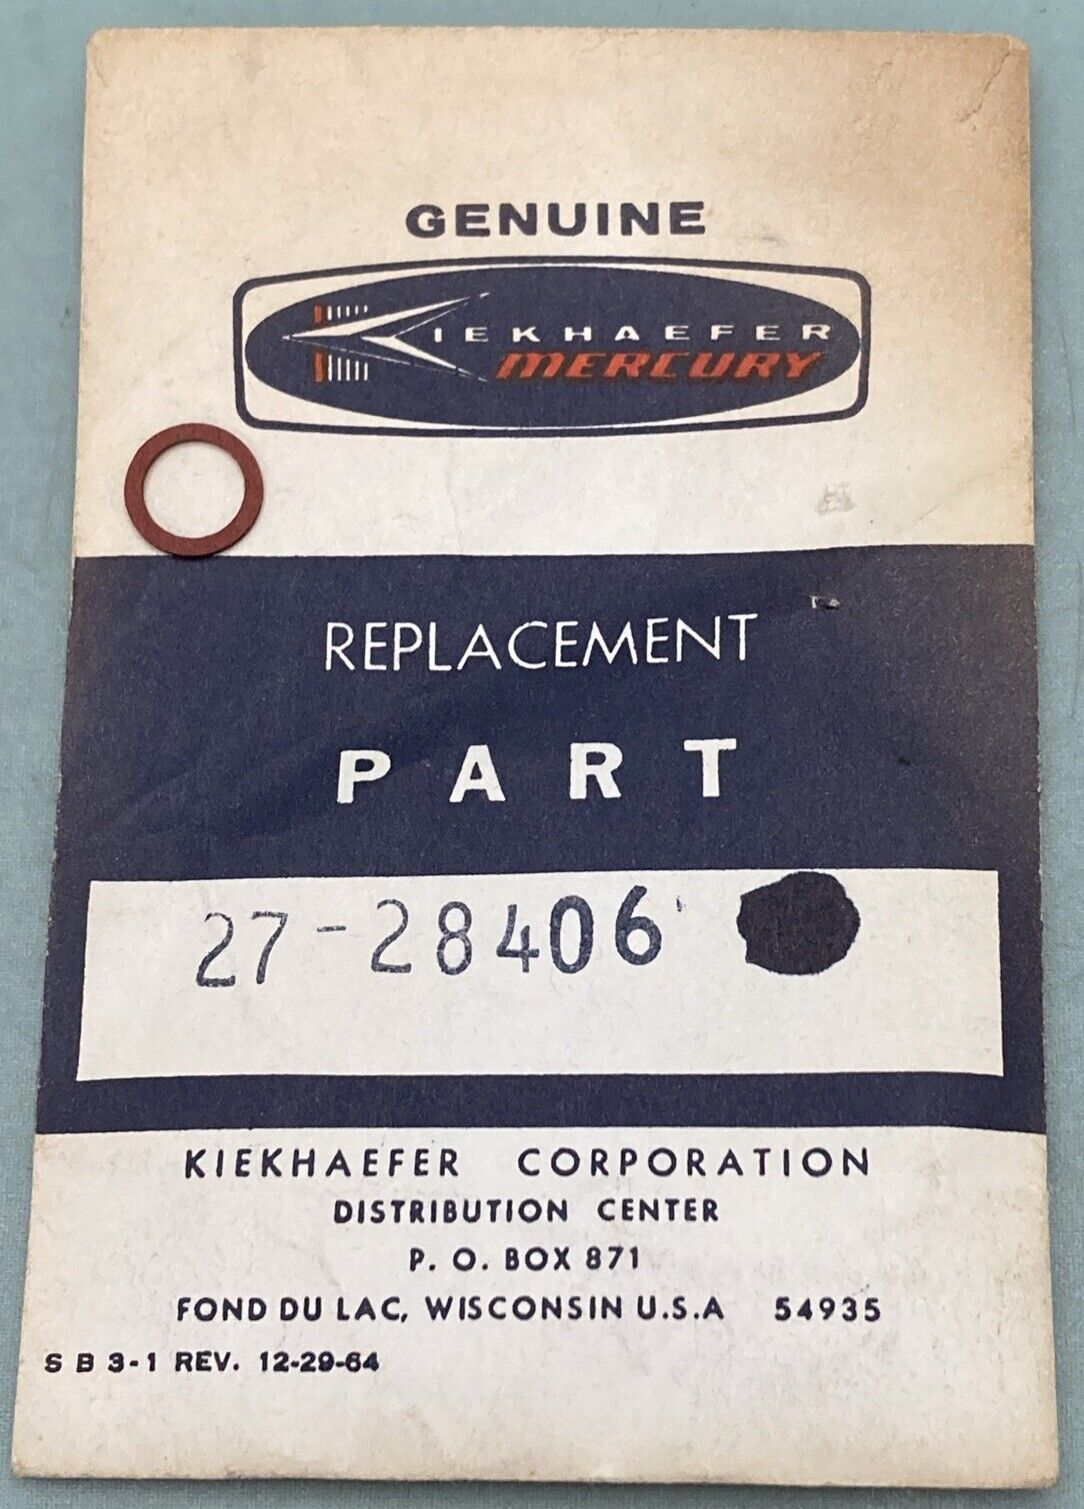 GENUINE
KIEKHAEFER
MERCURY
REPLACEMENT
PART
27-28406
KIEKHAEFER CORPORATION
DISTRIBUTION CENTER
P. O. BOX 871
FOND DU LAC, WISCONSIN U.S.A 54935
S B 3-1 REV. 12-29-64